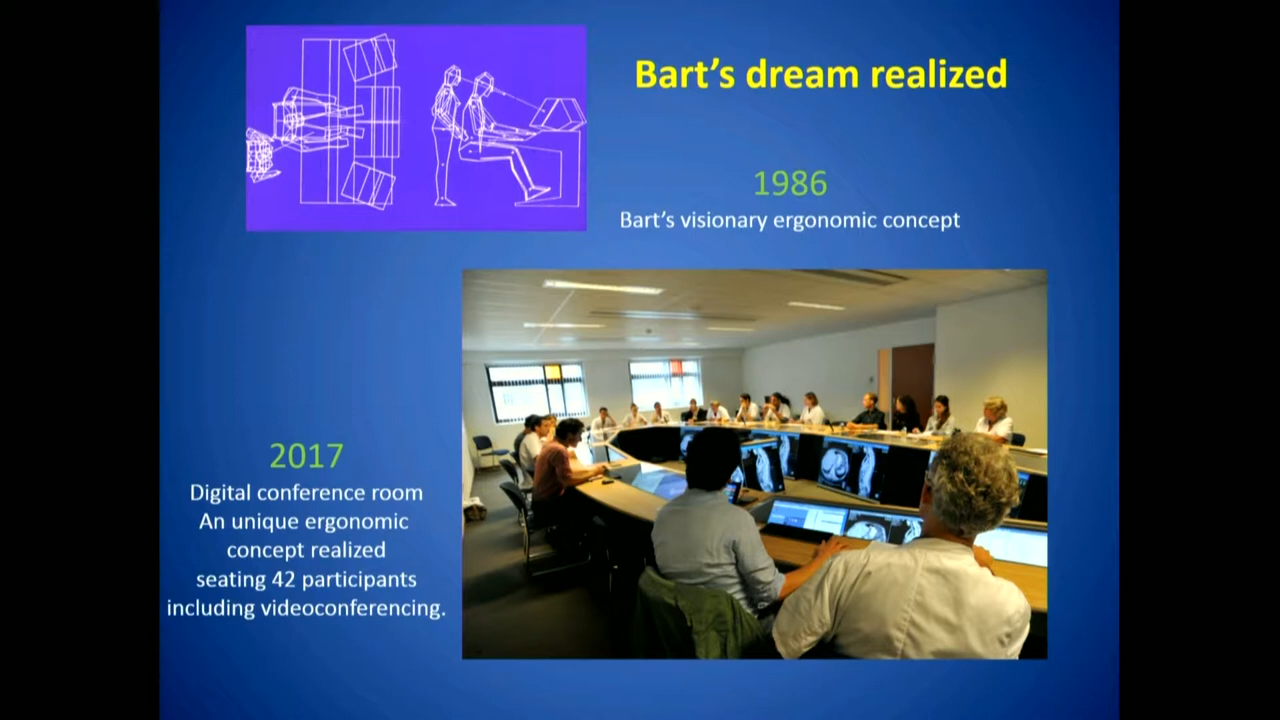 Bart's dream realized
1986
Bart's visionary ergonomic concept
2017
Digital conference room
An unique ergonomic
concept realized
seating 42 participants
including videoconferencing.